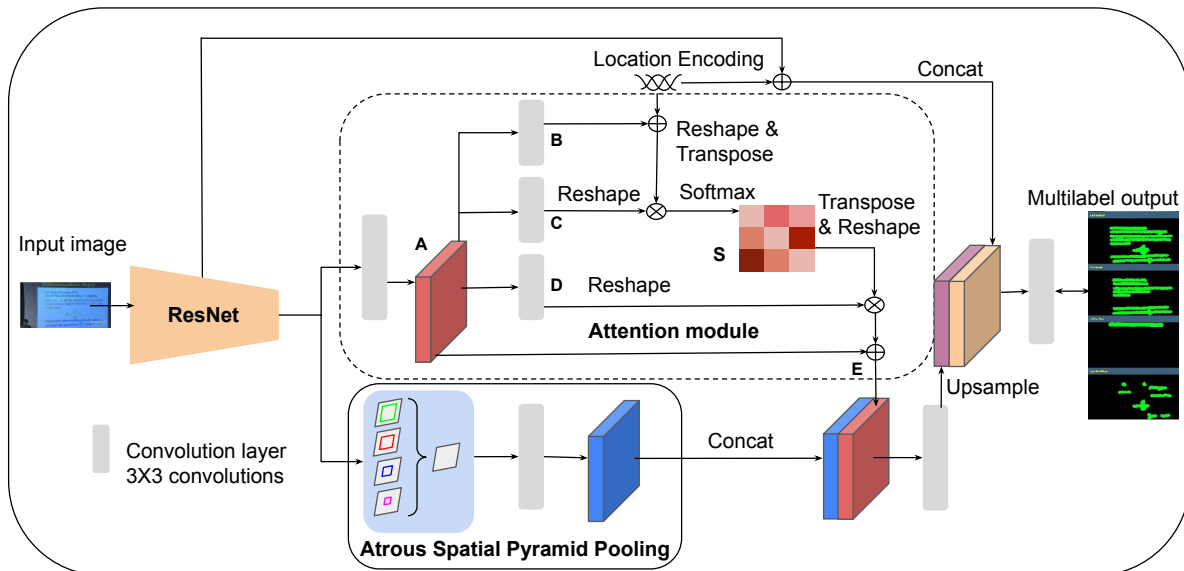 Location Encoding
Concat
B
Reshape &
Transpose
Reshape
Softmax
C
Transpose
& Reshape
Multilabel output
Input image
A
S
D
Reshape
ResNet
Attention module
E
Upsample
Concat
Convolution layer
3X3 convolutions
Atrous Spatial Pyramid Pooling